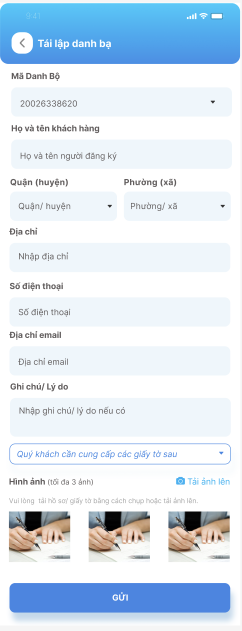 9:41
Tái lập danh bạ
Mã Danh Bộ
20026338620
Họ và tên khách hàng
Họ và tên người đăng ký
Quận (huyện) Phường (xã)
Quận/ huyện Phường/ xã
Địa chỉ
Nhập địa chỉ
Số điện thoại
Số điện thoại
Địa chỉ email
Địa chỉ email
Ghi chú/ Lý do
Nhập ghi chú/ lý do nếu có
Quý khách cần cung cấp các giấy tờ sau
Hình ảnh (tối đa 3 ảnh) Tải ảnh lên
Vui lòng tải hồ sơ/ giấy tờ bằng cách chụp hoặc tải ảnh lên.
GỬI